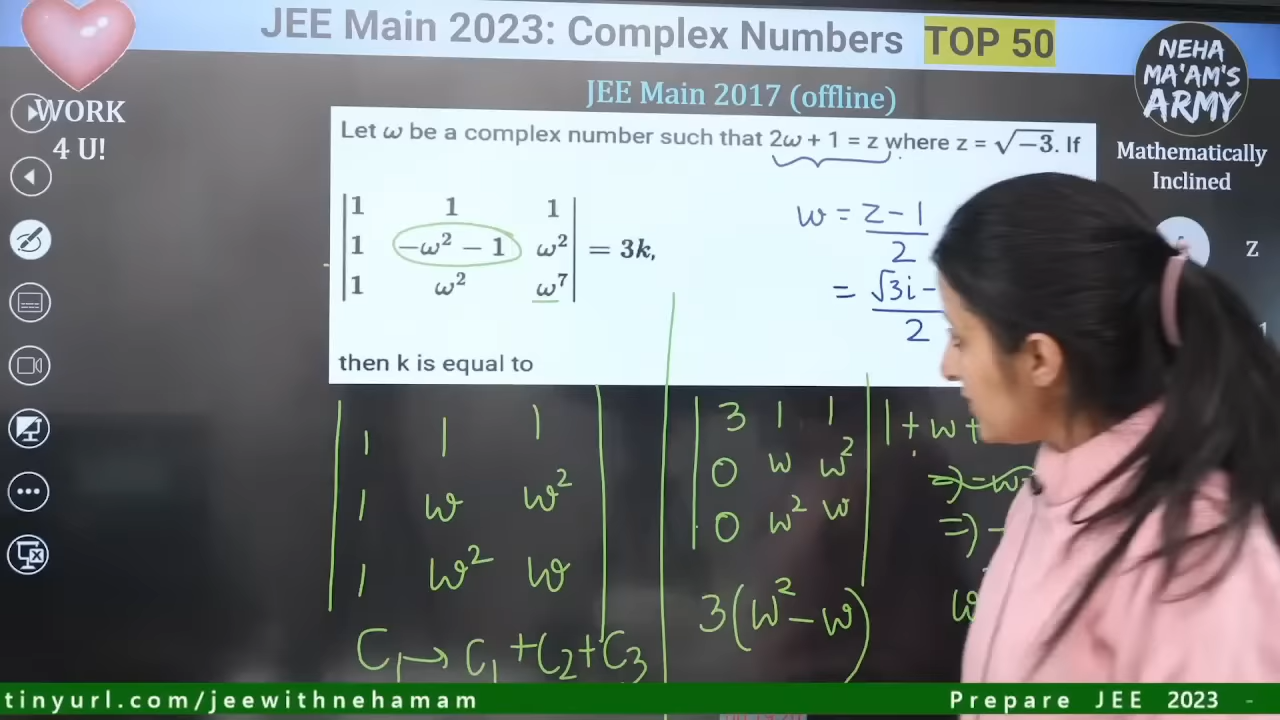 JEE Main 2023: Complex Numbers TOP 50
NEHA
MA'AM'S
ARMY
Mathematically
Inclined
WORK
4 U!
JEE Main 2017 (offline)
Let ω be a complex number such that 2ω + 1 = z where z = √−3. If
|1 1 1|
|1 −ω² − 1 ω²| = 3k,
|1 ω² ω⁷|
then k is equal to
w = z - 1
2
= √3i -
2
z
| 1 1 1 |
| 1 w w² |
| 1 w² w |
C₁ → C₁ + C₂ + C₃
| 3 1 1 |
| 0 w w² |
| 0 w² w |
3(w² - w)
1 + w +
⇒ -w
⇒ -
w
tinyurl.com/jeewithnehamam
Prepare JEE 2023 -